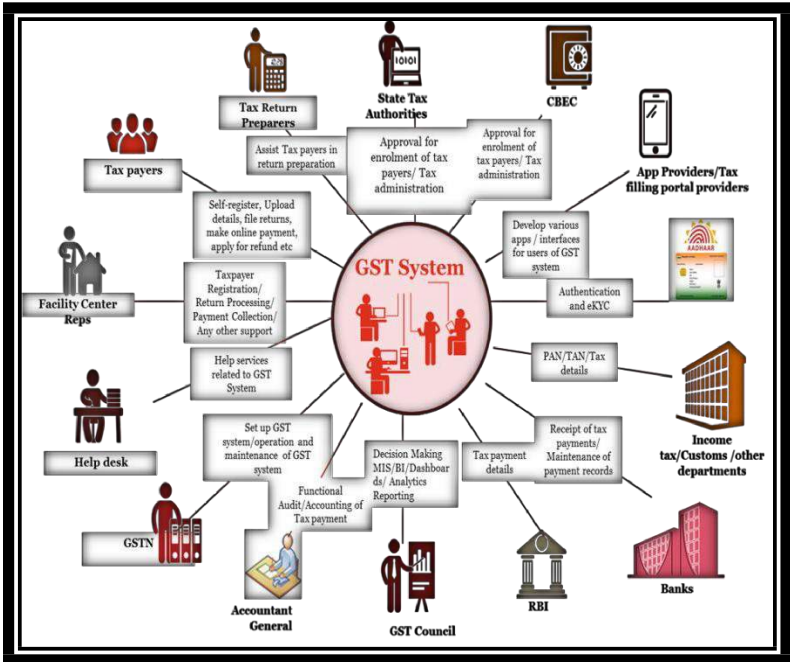 State Tax
Authorities
CBEC
Tax Return
Preparers
Tax payers
App Providers/Tax
filling portal providers
Assist Tax payers in
return preparation
Approval for
enrolment of tax
payers/ Tax
administration
Approval for
enrolment of
tax payers/ Tax
administration
Self-register, Upload
details, file returns,
make online payment,
apply for refund etc
Develop various
apps / interfaces
for users of GST
system
AADHAAR
GST System
Facility Center
Reps
Taxpayer
Registration/
Return Processing/
Payment Collection/
Any other support
Authentication
and eKYC
Help services
related to GST
System
PAN/TAN/Tax
details
Help desk
Set up GST
system/operation and
maintenance of GST
system
Decision Making
MIS/BI/Dashboar
ds/ Analytics
Reporting
Tax payment
details
Receipt of tax
payments/
Maintenance of
payment records
Income
tax/Customs /other
departments
Functional
Audit/Accounting of
Tax payment
GSTN
Accountant
General
GST Council
RBI
Banks